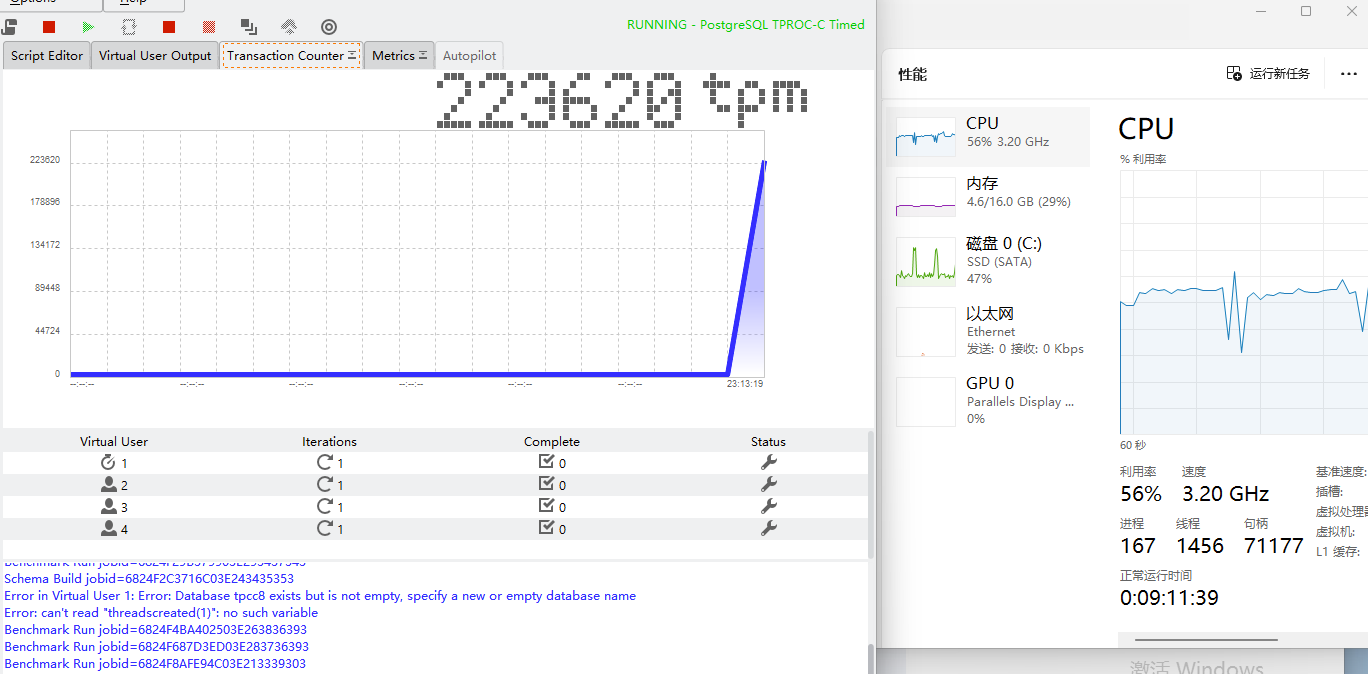 Options
Help
RUNNING - PostgreSQL TPROC-C Timed
Script Editor
Virtual User Output
Transaction Counter
Metrics
Autopilot
223620 tpm
223620
178896
134172
89448
44724
0
--:--:-- --:--:-- --:--:-- --:--:-- --:--:-- --:--:-- 23:13:19
Virtual User Iterations Complete Status
1 1 0
2 1 0
3 1 0
4 1 0
Schema Build jobid=6824F2C3716C03E243435353
Error in Virtual User 1: Error: Database tpcc8 exists but is not empty, specify a new or empty database name
Error: can't read "threadscreated(1)": no such variable
Benchmark Run jobid=6824F4BA402503E263836393
Benchmark Run jobid=6824F687D3ED03E283736393
Benchmark Run jobid=6824F8AFE94C03E213339303
性能
运行新任务
CPU
56% 3.20 GHz
内存
4.6/16.0 GB (29%)
磁盘 0 (C:)
SSD (SATA)
47%
以太网
Ethernet
发送: 0 接收: 0 Kbps
GPU 0
Parallels Display ...
0%
CPU
% 利用率
60 秒
利用率 速度
56% 3.20 GHz
进程 线程 句柄
167 1456 71177
正常运行时间
0:09:11:39
基准速度:
插槽:
虚拟处理器
虚拟机:
L1 缓存:
激活 Windows